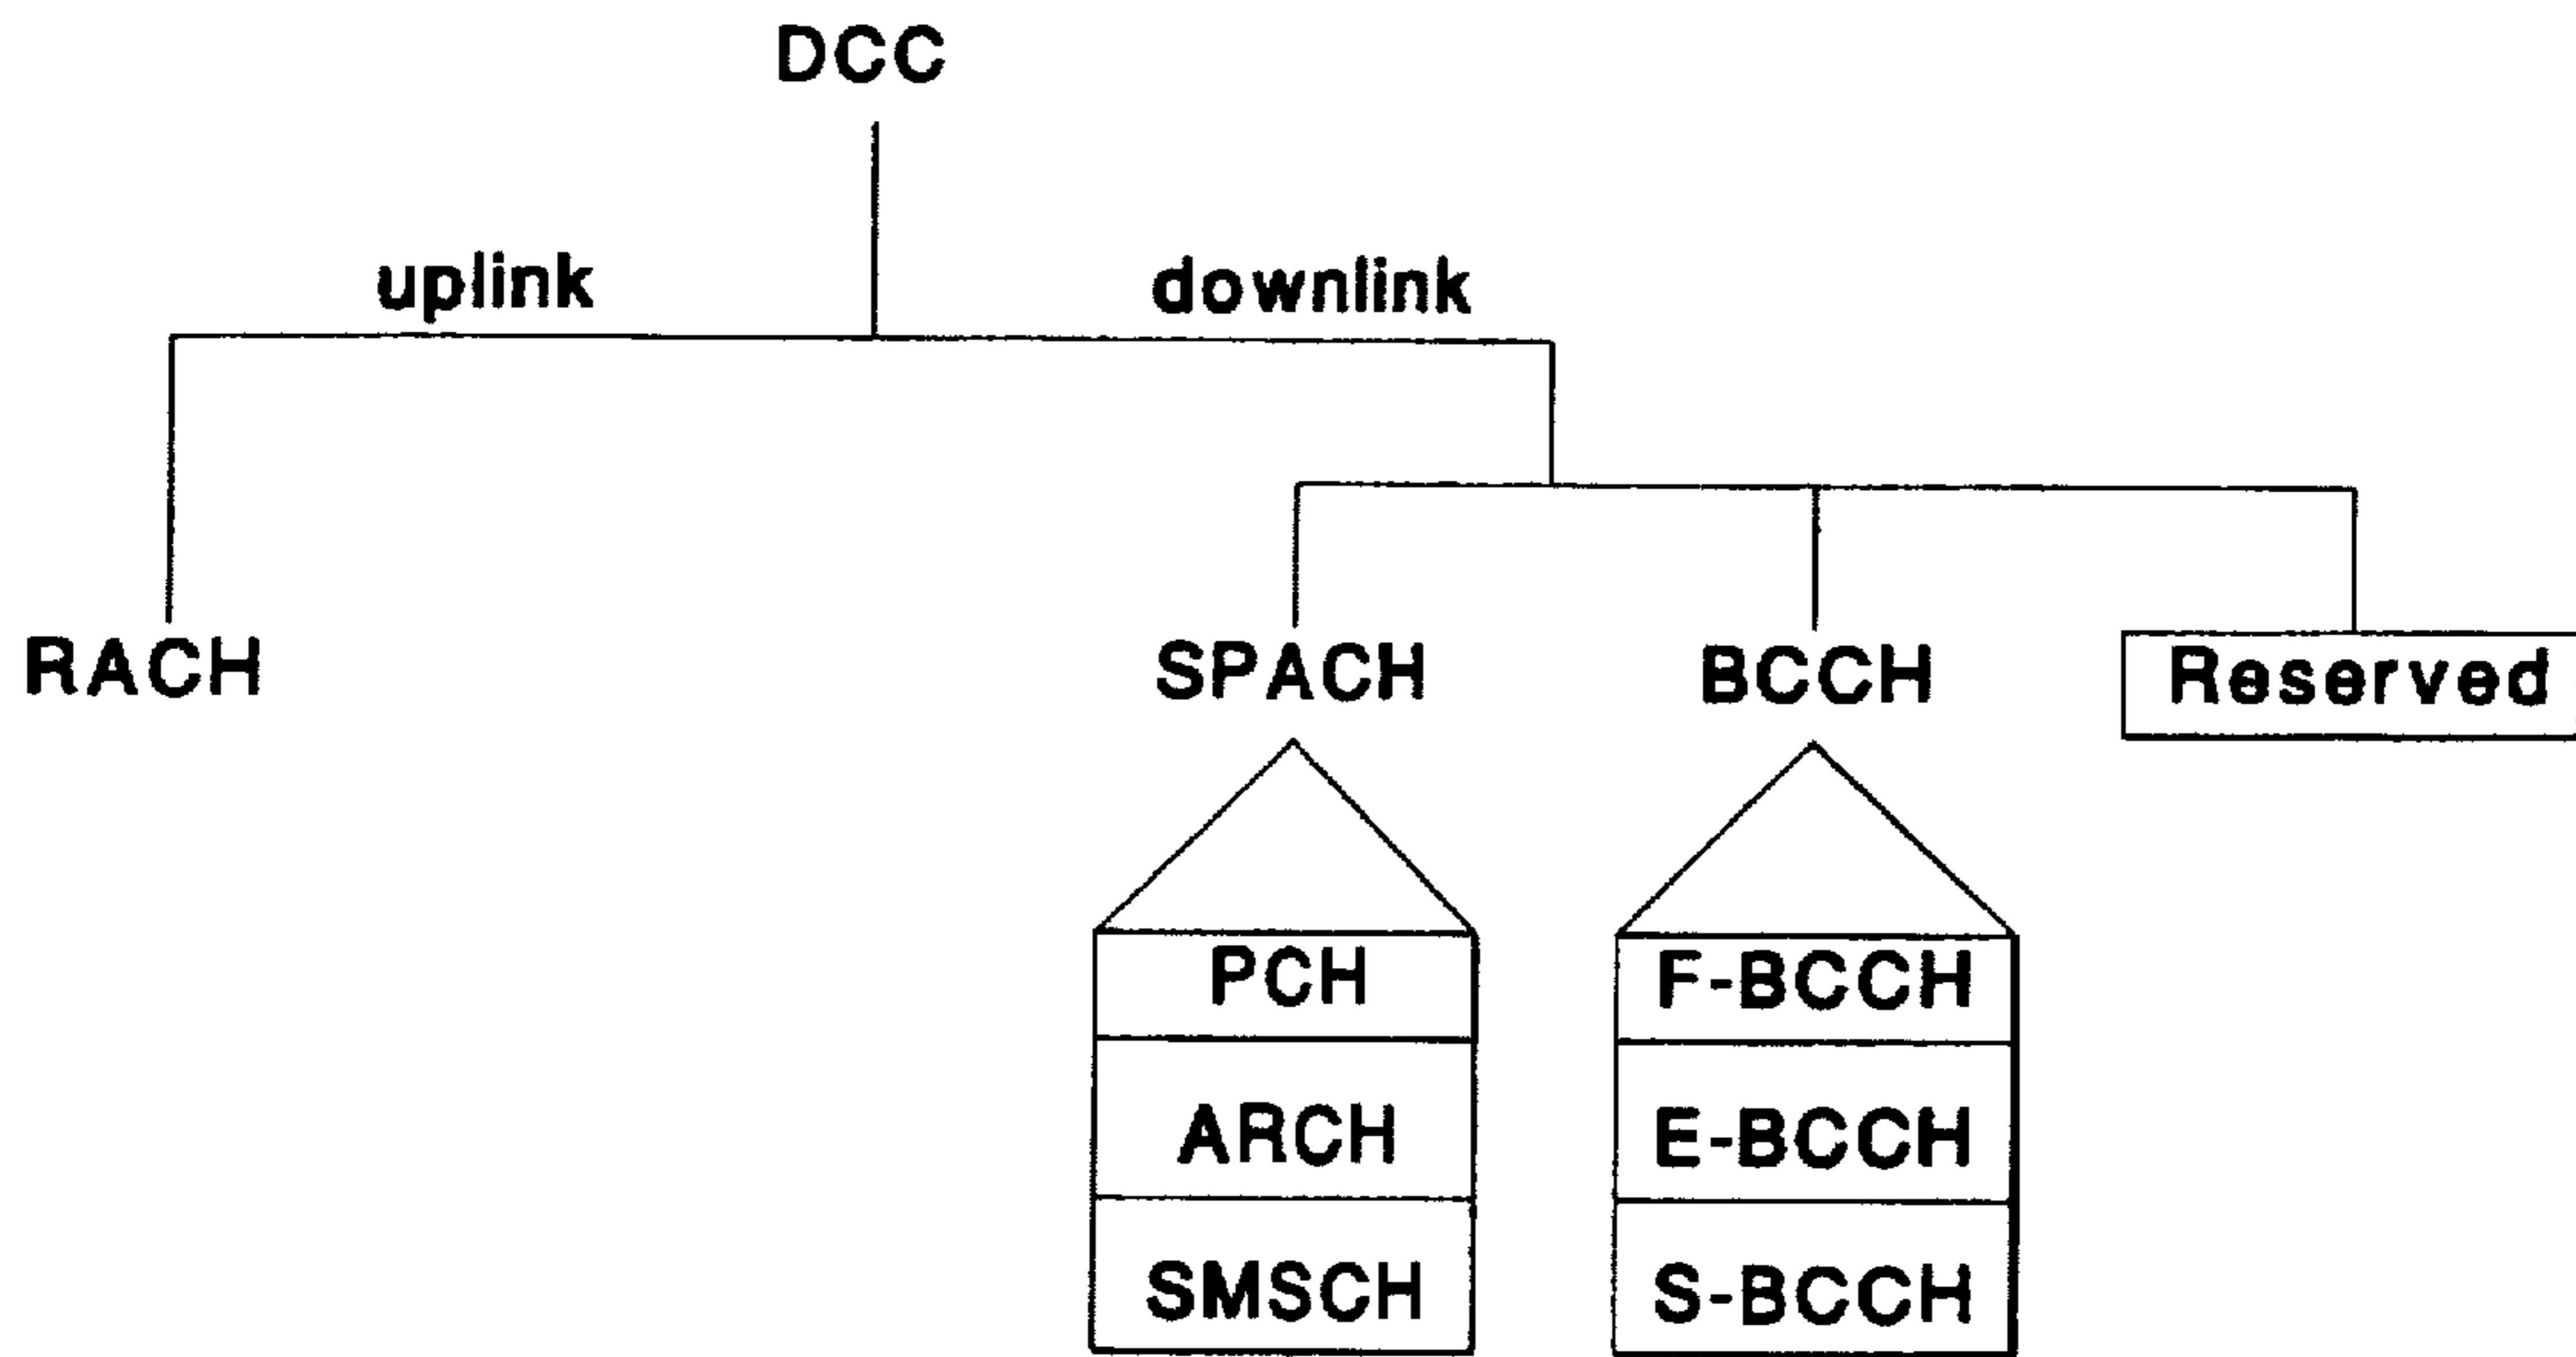 DCC
uplink
downlink
RACH
SPACH
BCCH
Reserved
PCH
ARCH
SMSCH
F-BCCH
E-BCCH
S-BCCH